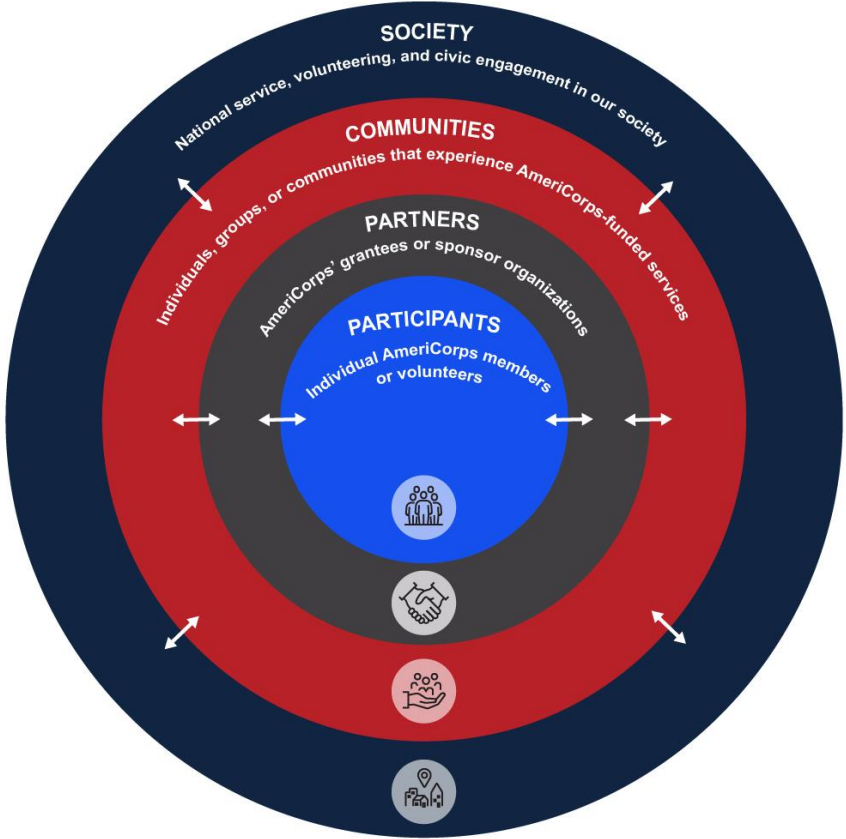 SOCIETY
National service, volunteering, and civic engagement in our society
COMMUNITIES
Individuals, groups, or communities that experience AmeriCorps-funded services
PARTNERS
AmeriCorps' grantees or sponsor organizations
PARTICIPANTS
Individual AmeriCorps members
or volunteers